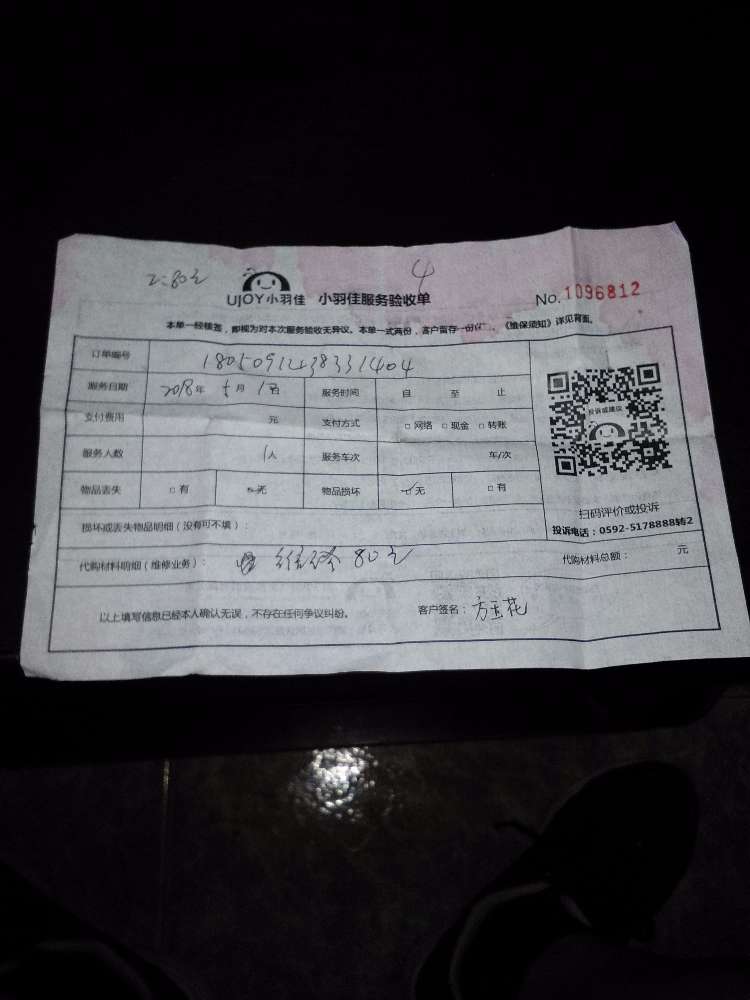 4
UJOY小羽佳 小羽佳服务验收单 No.1096812
本单一经核签，即视为对本次服务验收无异议。本单一式两份，客户留存一份 《维保须知》详见背面。
订单编号
服务日期 2018年 5月 1日 服务时间 自 至 止
支付费用 元 支付方式 □网络 □现金 □转账
服务人数 1人 服务车次 车/次
物品丢失 □有 ☑无 物品损坏 ☑无 □有
投诉或建议
扫码评价或投诉
投诉电话：0592-5178888转2
损坏或丢失物品明细（没有可不填）：
代购材料明细（维修业务）： 80元 代购材料总额： 元
以上填写信息已经本人确认无误，不存在任何争议纠纷。 客户签名：方玉花